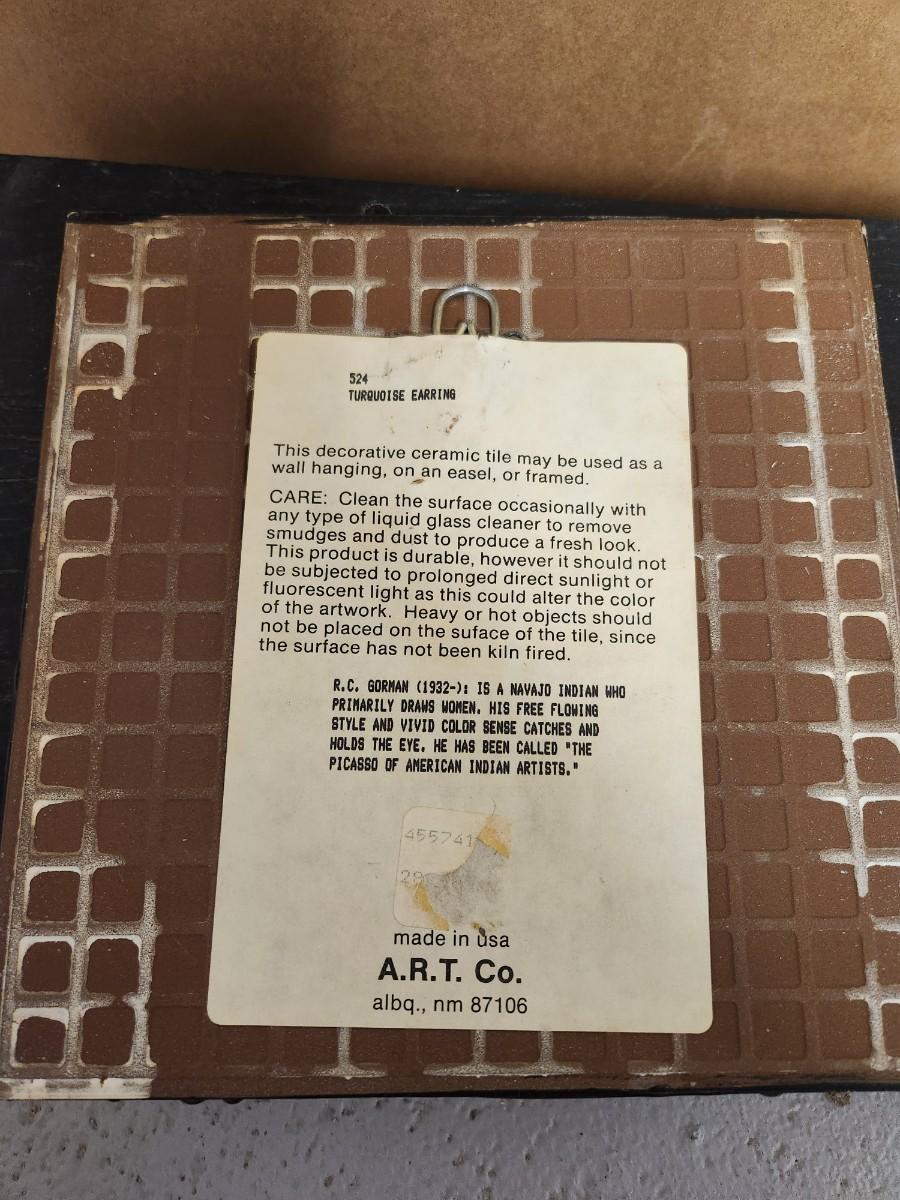 524
TURQUOISE EARRING
This decorative ceramic tile may be used as a
wall hanging, on an easel, or framed.
CARE: Clean the surface occasionally with
any type of liquid glass cleaner to remove
smudges and dust to produce a fresh look.
This product is durable, however it should not
be subjected to prolonged direct sunlight or
fluorescent light as this could alter the color
of the artwork. Heavy or hot objects should
not be placed on the suface of the tile, since
the surface has not been kiln fired.
R.C. GORMAN (1932-): IS A NAVAJO INDIAN WHO
PRIMARILY DRAWS WOMEN. HIS FREE FLOWING
STYLE AND VIVID COLOR SENSE CATCHES AND
HOLDS THE EYE. HE HAS BEEN CALLED "THE
PICASSO OF AMERICAN INDIAN ARTISTS."
455741
made in usa
A.R.T. Co.
albq., nm 87106